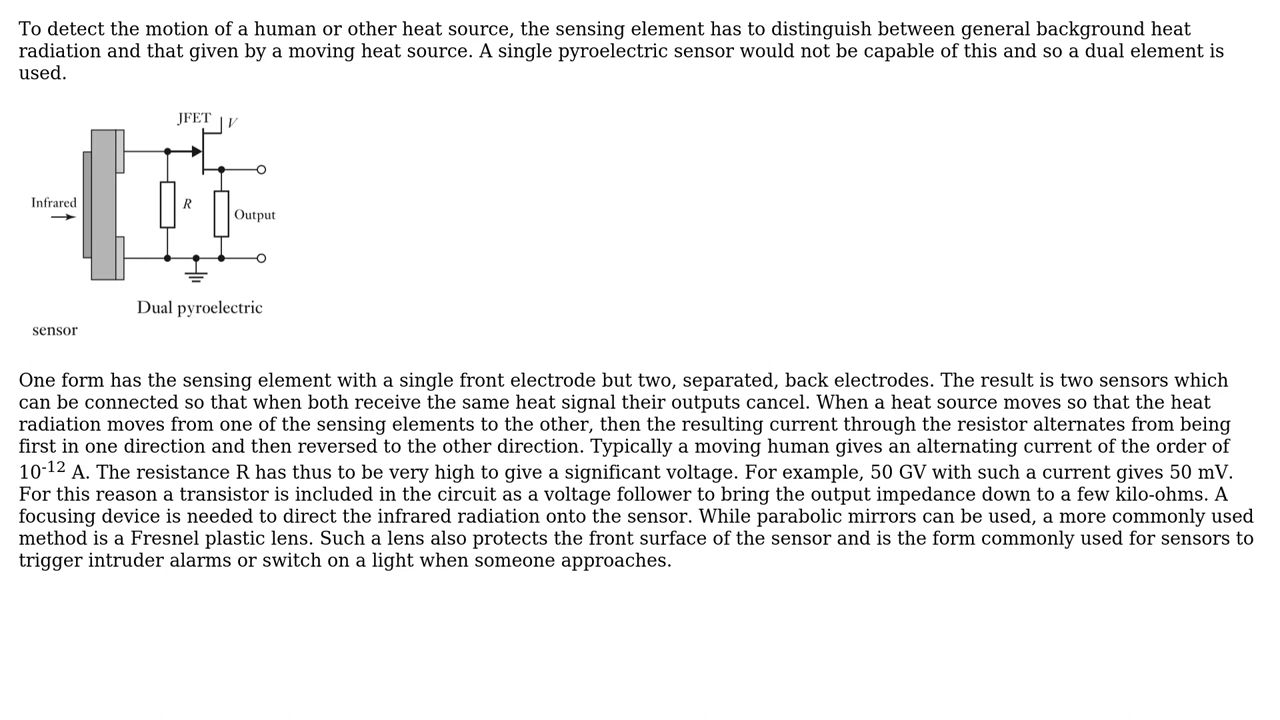 To detect the motion of a human or other heat source, the sensing element has to distinguish between general background heat
radiation and that given by a moving heat source. A single pyroelectric sensor would not be capable of this and so a dual element is
used.
JFET V
Infrared
R
Output
Dual pyroelectric
sensor
One form has the sensing element with a single front electrode but two, separated, back electrodes. The result is two sensors which
can be connected so that when both receive the same heat signal their outputs cancel. When a heat source moves so that the heat
radiation moves from one of the sensing elements to the other, then the resulting current through the resistor alternates from being
first in one direction and then reversed to the other direction. Typically a moving human gives an alternating current of the order of
10-12 A. The resistance R has thus to be very high to give a significant voltage. For example, 50 GV with such a current gives 50 mV.
For this reason a transistor is included in the circuit as a voltage follower to bring the output impedance down to a few kilo-ohms. A
focusing device is needed to direct the infrared radiation onto the sensor. While parabolic mirrors can be used, a more commonly used
method is a Fresnel plastic lens. Such a lens also protects the front surface of the sensor and is the form commonly used for sensors to
trigger intruder alarms or switch on a light when someone approaches.